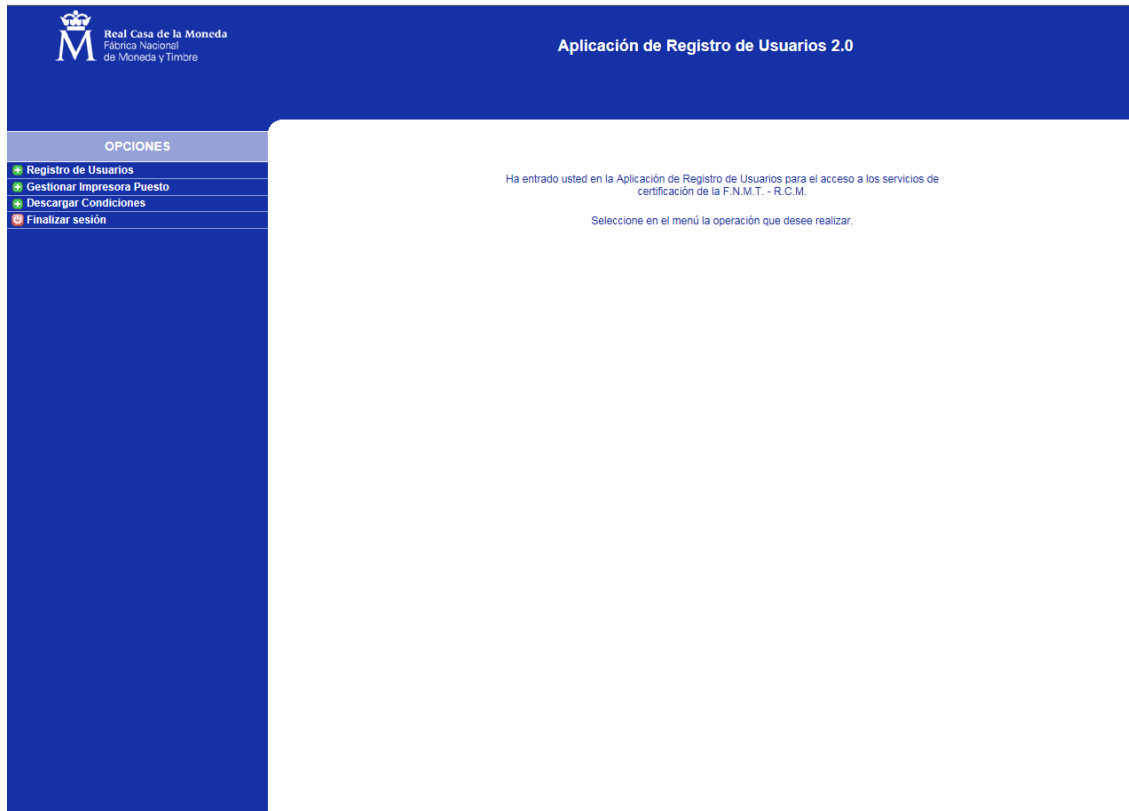 Real Casa de la Moneda
Fábrica Nacional
de Moneda y Timbre
Aplicación de Registro de Usuarios 2.0
OPCIONES
Registro de Usuarios
Gestionar Impresora Puesto
Descargar Condiciones
Finalizar sesión
Ha entrado usted en la Aplicación de Registro de Usuarios para el acceso a los servicios de
certificación de la F.N.M.T. - R.C.M.
Seleccione en el menú la operación que desee realizar.